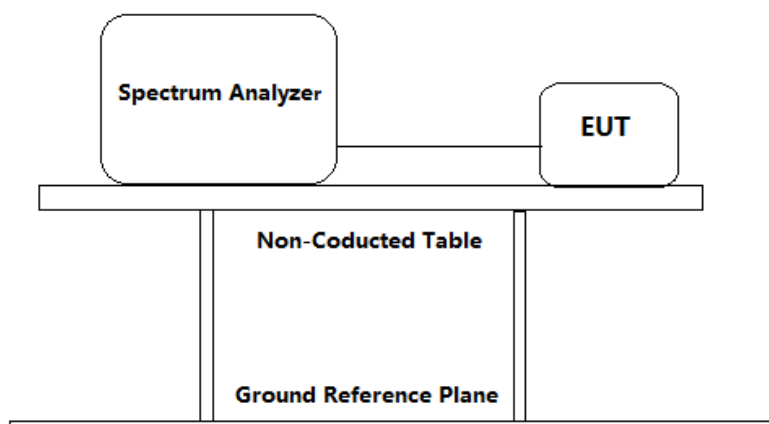 Spectrum Analyzer
EUT
Non-Coducted Table
Ground Reference Plane